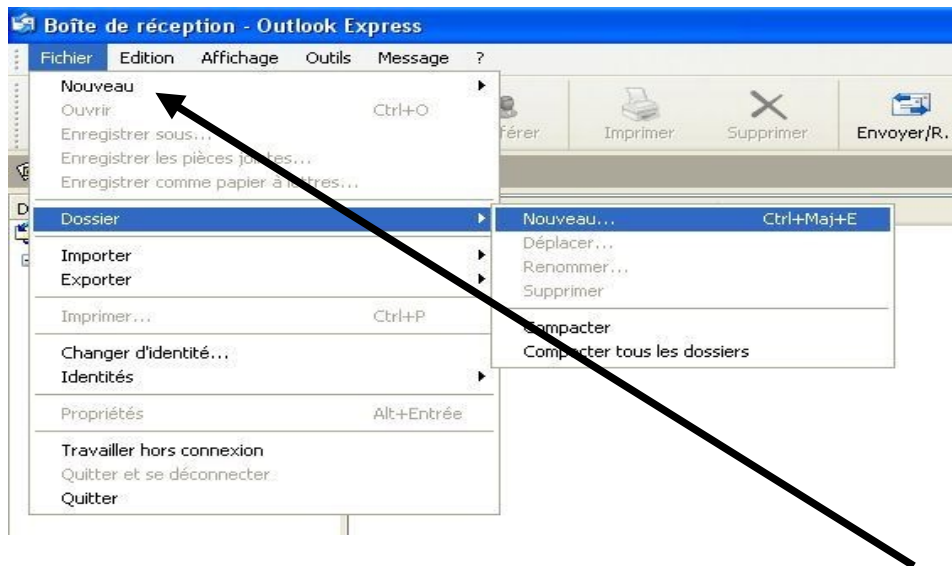 Boîte de réception - Outlook Express
Fichier Edition Affichage Outils Message ?
Nouveau
Ouvrir Ctrl+O
Enregistrer sous...
Enregistrer les pièces jointes...
Enregistrer comme papier à lettres...
Imprimer Supprimer Envoyer/R.
Dossier
Nouveau... Ctrl+Maj+E
Déplacer...
Renommer...
Supprimer
Compacter
Compacter tous les dossiers
Importer
Exporter
Imprimer... Ctrl+P
Changer d'identité...
Identités
Propriétés Alt+Entrée
Travailler hors connexion
Quitter et se déconnecter
Quitter